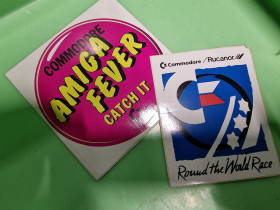 COMMODORE
AMIGA
FEVER
CATCH IT
Commodore / Rucanor
Round the World Race